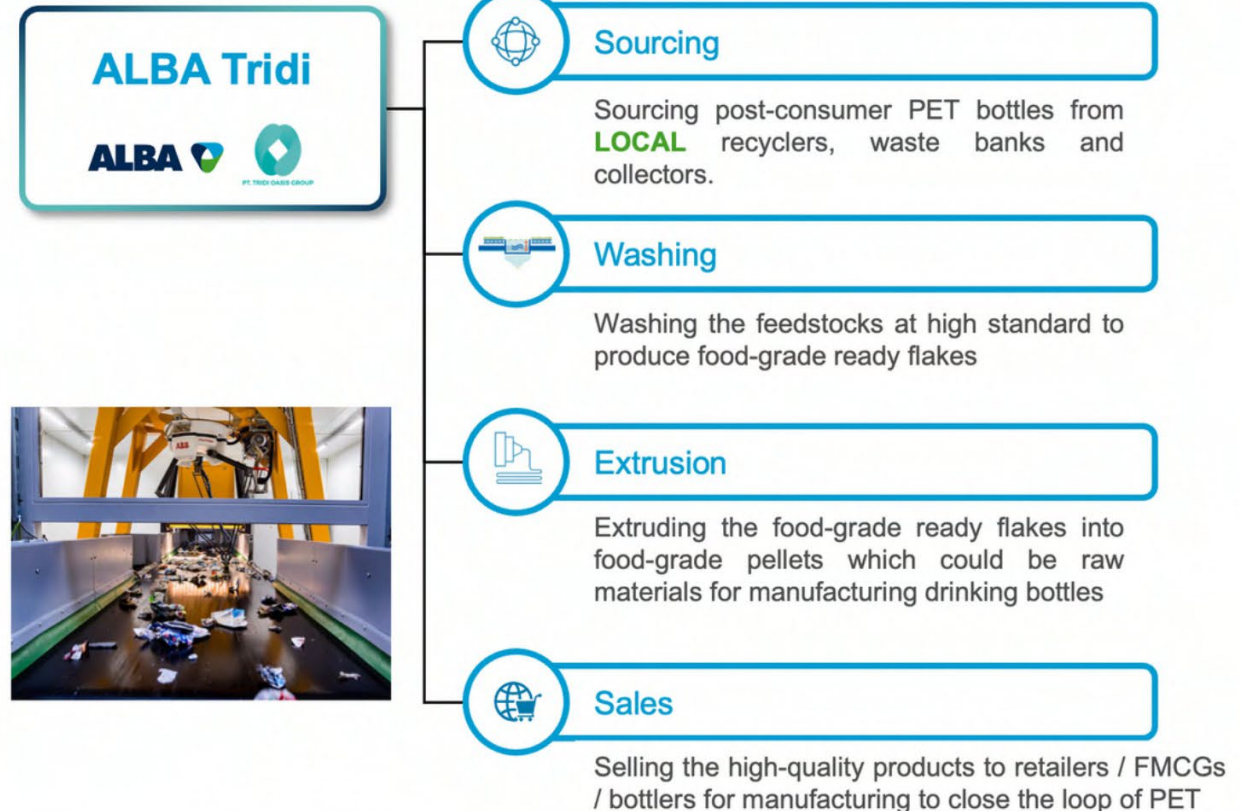 ALBA Tridi
ALBA
PT. TRIDI OASIS GROUP
Sourcing
Sourcing post-consumer PET bottles from
LOCAL recyclers, waste banks and
collectors.
Washing
Washing the feedstocks at high standard to
produce food-grade ready flakes
ABB
Extrusion
Extruding the food-grade ready flakes into
food-grade pellets which could be raw
materials for manufacturing drinking bottles
Sales
Selling the high-quality products to retailers / FMCGs
/ bottlers for manufacturing to close the loop of PET